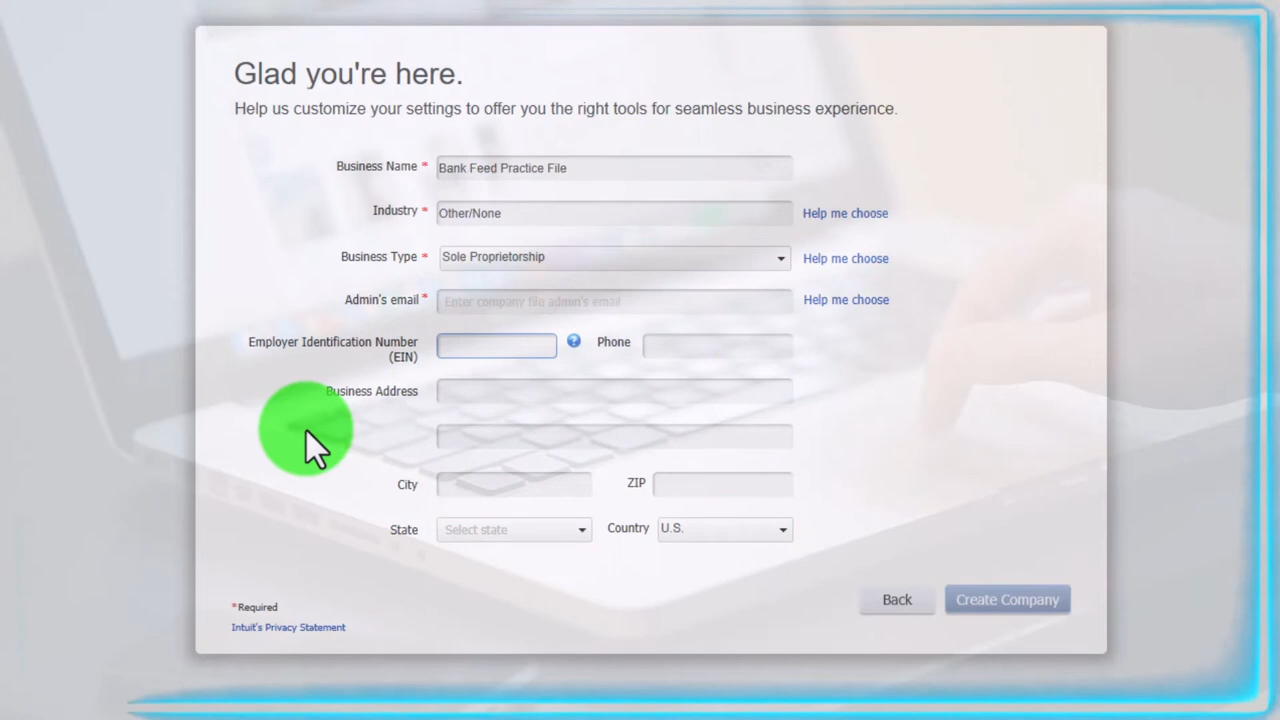 Glad you're here.
Help us customize your settings to offer you the right tools for seamless business experience.
Business Name * Bank Feed Practice File
Industry * Other/None Help me choose
Business Type * Sole Proprietorship Help me choose
Admin's email * Enter company file admin's email Help me choose
Employer Identification Number (EIN) ? Phone
Business Address
City ZIP
State Select state Country U.S.
Back Create Company
*Required
Intuit's Privacy Statement